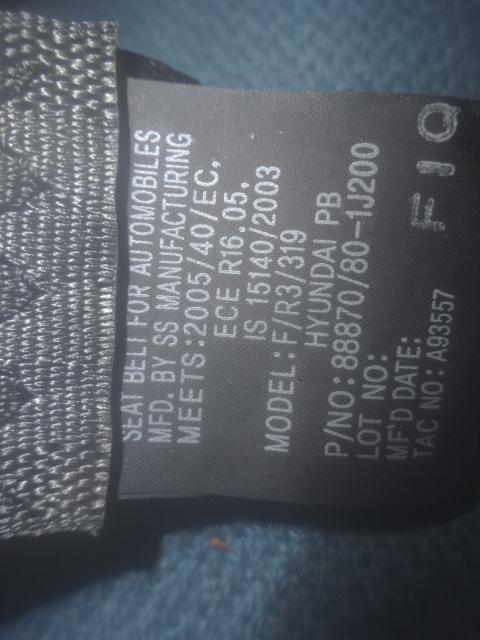 SEAT BELT FOR AUTOMOBILES
MFD. BY SS MANUFACTURING
MEETS:2005/40/EC,
ECE R16.05,
IS 15140/2003
MODEL: F/R3/319
HYUNDAI PB
P/NO:88870/80-1J200
LOT NO:
MF'D DATE:
TAC NO: A93557
F I Q